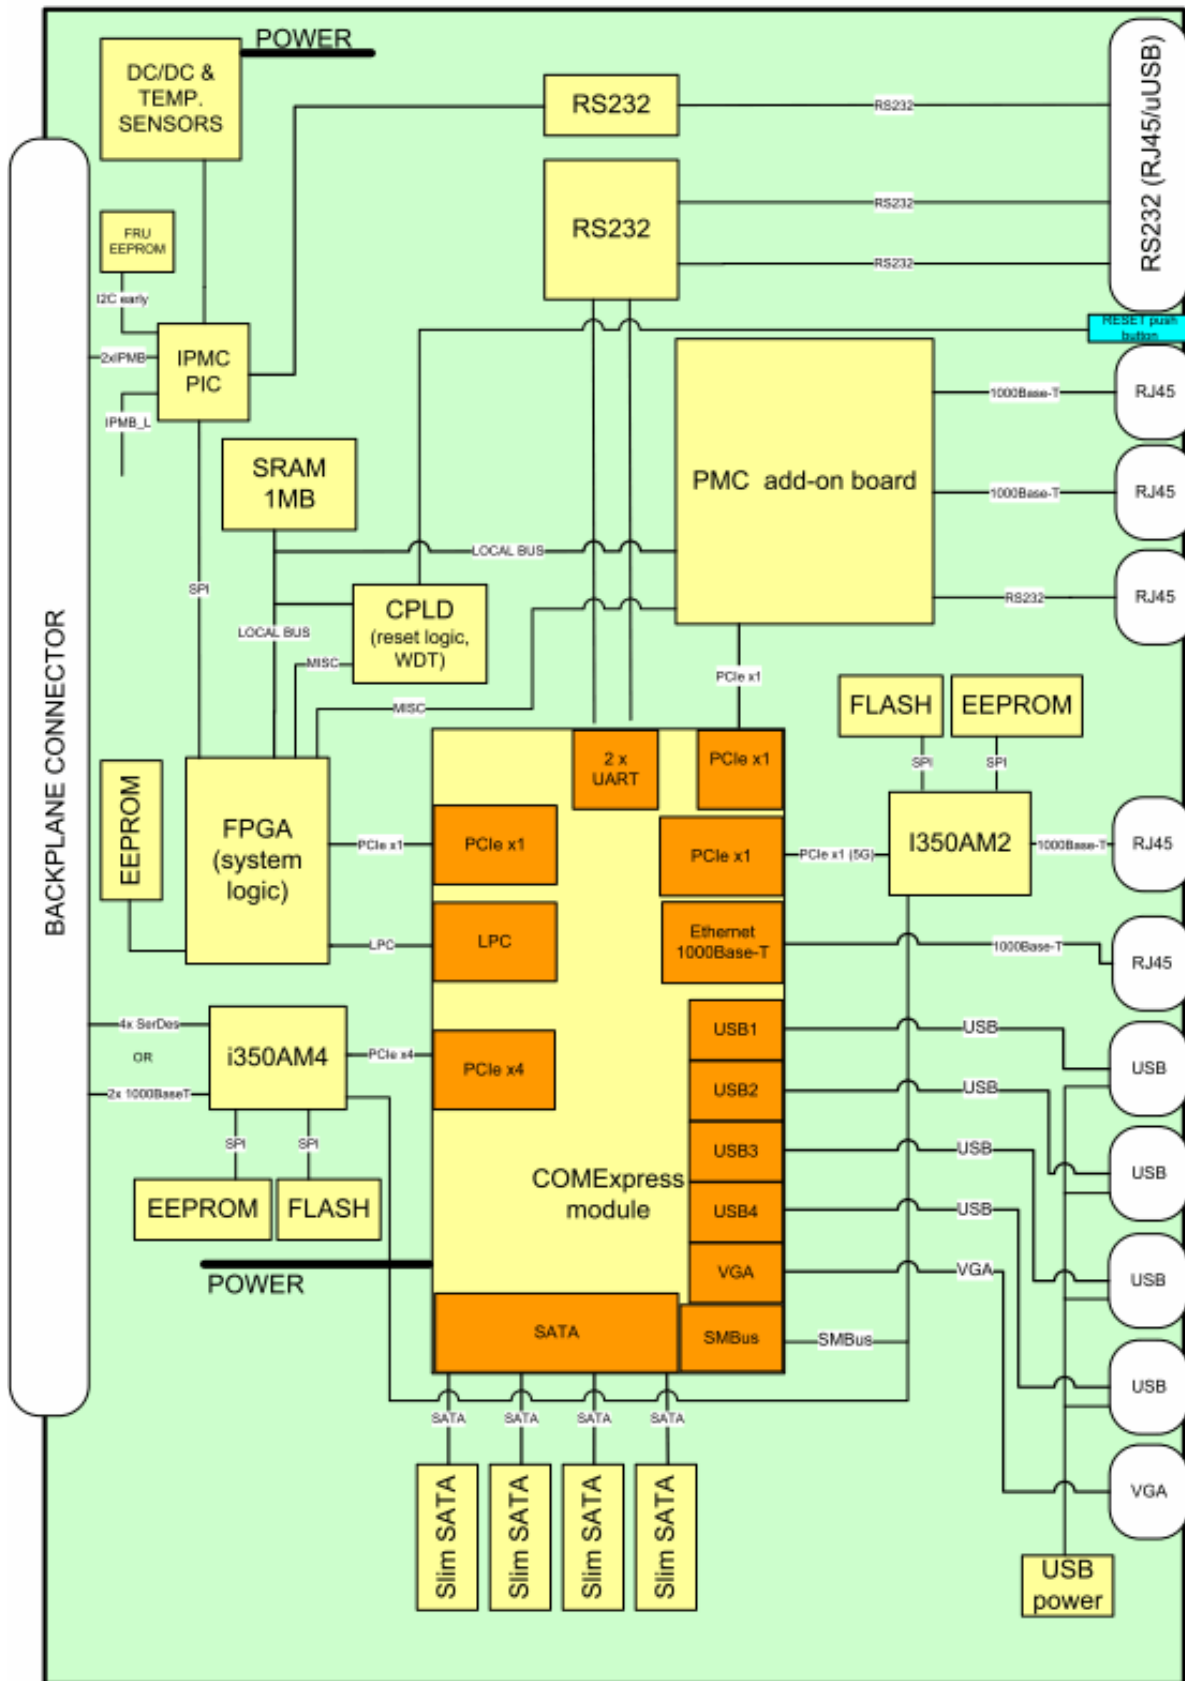 POWER
DC/DC &
TEMP.
SENSORS
RS232
RS232
RS232 (RJ45/uUSB)
RS232
RS232
RS232
FRU
EEPROM
I2C early
RESET push
button
2xIPMB
IPMC
PIC
IPMB_L
1000Base-T
RJ45
SRAM
1MB
PMC add-on board
1000Base-T
RJ45
LOCAL BUS
SPI
CPLD
(reset logic,
WDT)
RS232
RJ45
LOCAL BUS
MISC
MISC
PCIe x1
BACKPLANE CONNECTOR
FLASH
EEPROM
SPI
SPI
2 x
UART
PCIe x1
EEPROM
FPGA
(system
logic)
PCIe x1
PCIe x1
PCIe x1
PCIe x1 (5G)
I350AM2
1000Base-T
RJ45
LPC
LPC
Ethernet
1000Base-T
1000Base-T
RJ45
4x SerDes
OR
2x 1000BaseT
i350AM4
PCIe x4
PCIe x4
USB1
USB
USB
USB2
USB
USB
SPI
SPI
USB3
USB
EEPROM
FLASH
COMExpress
module
USB4
USB
USB
POWER
VGA
VGA
SATA
SMBus
SMBus
USB
SATA
SATA
SATA
SATA
Slim SATA
Slim SATA
Slim SATA
Slim SATA
VGA
USB
power